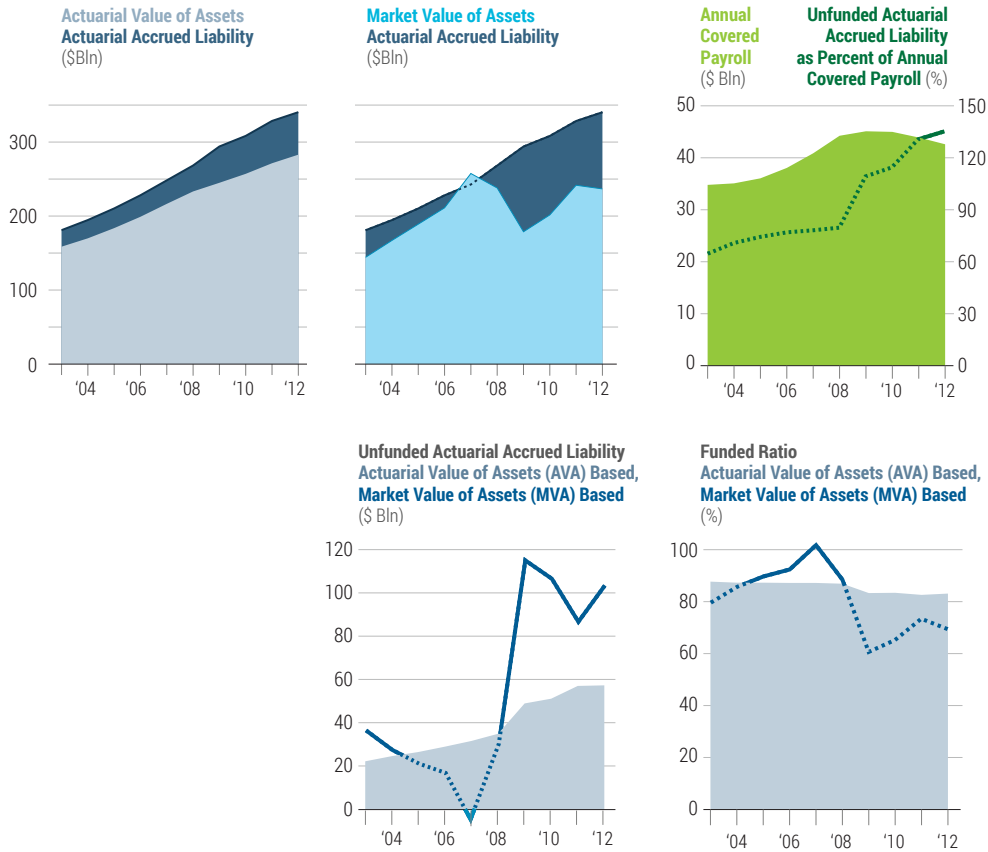 Actuarial Value of Assets
Actuarial Accrued Liability
($Bln)
300
200
100
0
‘04 ‘06 ‘08 ‘10 ‘12
Market Value of Assets
Actuarial Accrued Liability
($Bln)
‘04 ‘06 ‘08 ‘10 ‘12
Annual
Covered
Payroll
($ Bln)
Unfunded Actuarial
Accrued Liability
as Percent of Annual
Covered Payroll (%)
50
40
30
20
10
0
150
120
90
60
30
0
‘04 ‘06 ‘08 ‘10 ‘12
Unfunded Actuarial Accrued Liability
Actuarial Value of Assets (AVA) Based,
Market Value of Assets (MVA) Based
($ Bln)
120
100
80
60
40
20
0
‘04 ‘06 ‘08 ‘10 ‘12
Funded Ratio
Actuarial Value of Assets (AVA) Based,
Market Value of Assets (MVA) Based
(%)
100
80
60
40
20
0
‘04 ‘06 ‘08 ‘10 ‘12